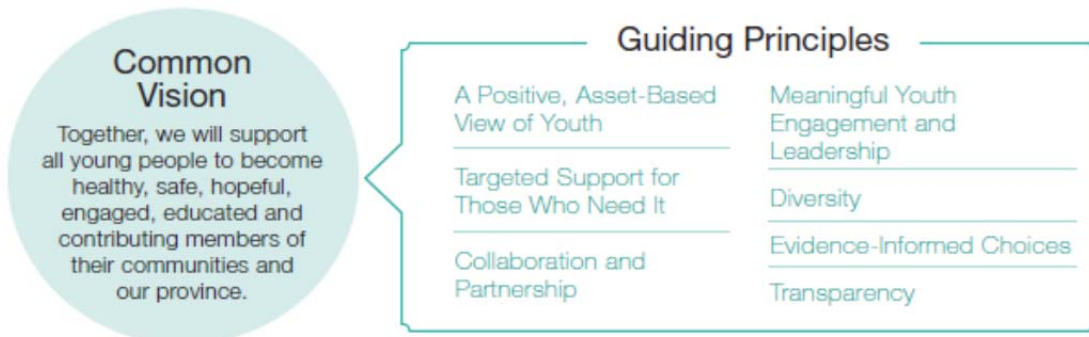 Common
Vision
Together, we will support
all young people to become
healthy, safe, hopeful,
engaged, educated and
contributing members of
their communities and
our province.
Guiding Principles
A Positive, Asset-Based
View of Youth
Targeted Support for
Those Who Need It
Collaboration and
Partnership
Meaningful Youth
Engagement and
Leadership
Diversity
Evidence-Informed Choices
Transparency